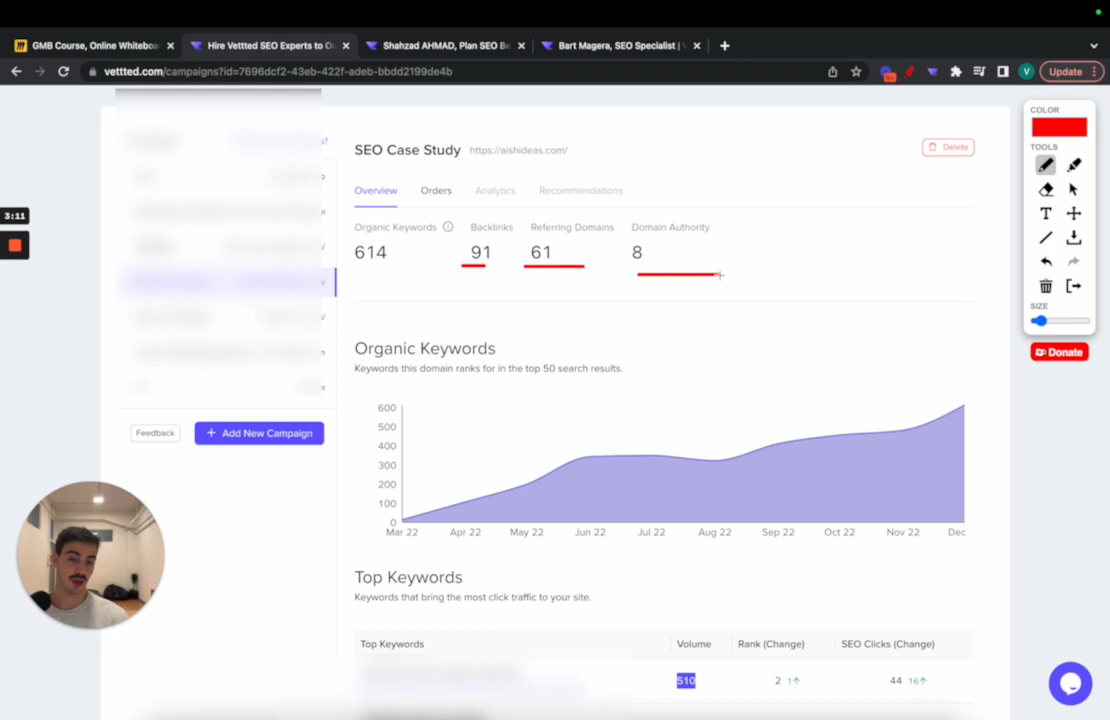 GMB Course, Online Whiteboa
Hire Vettted SEO Experts to O
Shahzad AHMAD, Plan SEO B
Bart Magera, SEO Specialist |
vettted.com/campaigns?id=7696dcf2-43eb-422f-adeb-bbdd2199de4b
V
Update
COLOR
TOOLS
T
SIZE
Donate
3:11
SEO Case Study https://aishideas.com/
Delete
Overview Orders Analytics Recommendations
Organic Keywords Backlinks Referring Domains Domain Authority
614 91 61 8
Organic Keywords
Keywords this domain ranks for in the top 50 search results.
600
500
400
300
200
100
0
Mar 22 Apr 22 May 22 Jun 22 Jul 22 Aug 22 Sep 22 Oct 22 Nov 22 Dec
Feedback + Add New Campaign
Top Keywords
Keywords that bring the most click traffic to your site.
Top Keywords Volume Rank (Change) SEO Clicks (Change)
510 2 1↑ 44 16↑